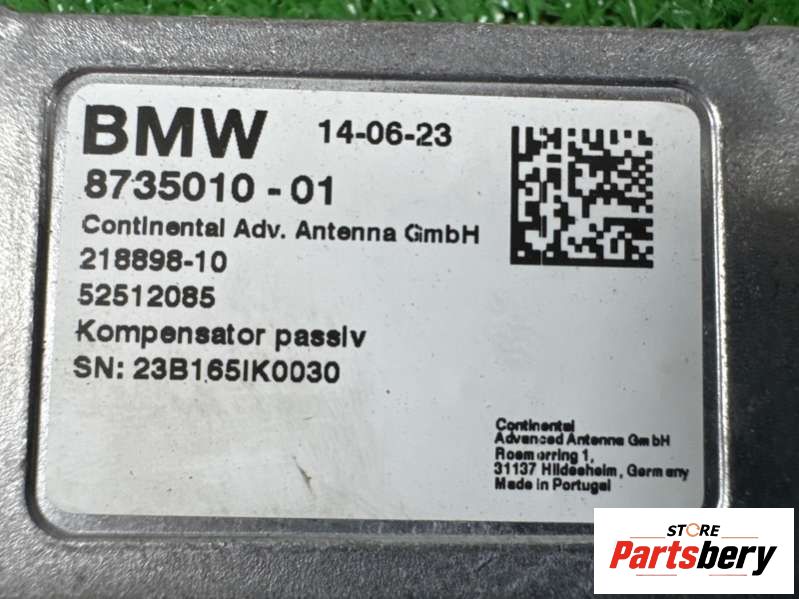 BMW 14-06-23
8735010-01
Continental Adv. Antenna GmbH
218898-10
52512085
Kompensator passiv
SN: 23B165IK0030
Continental
Advanced Antenna GmbH
Roemerring 1,
31137 Hildesheim, Germany
Made in Portugal
STORE
Partsbery